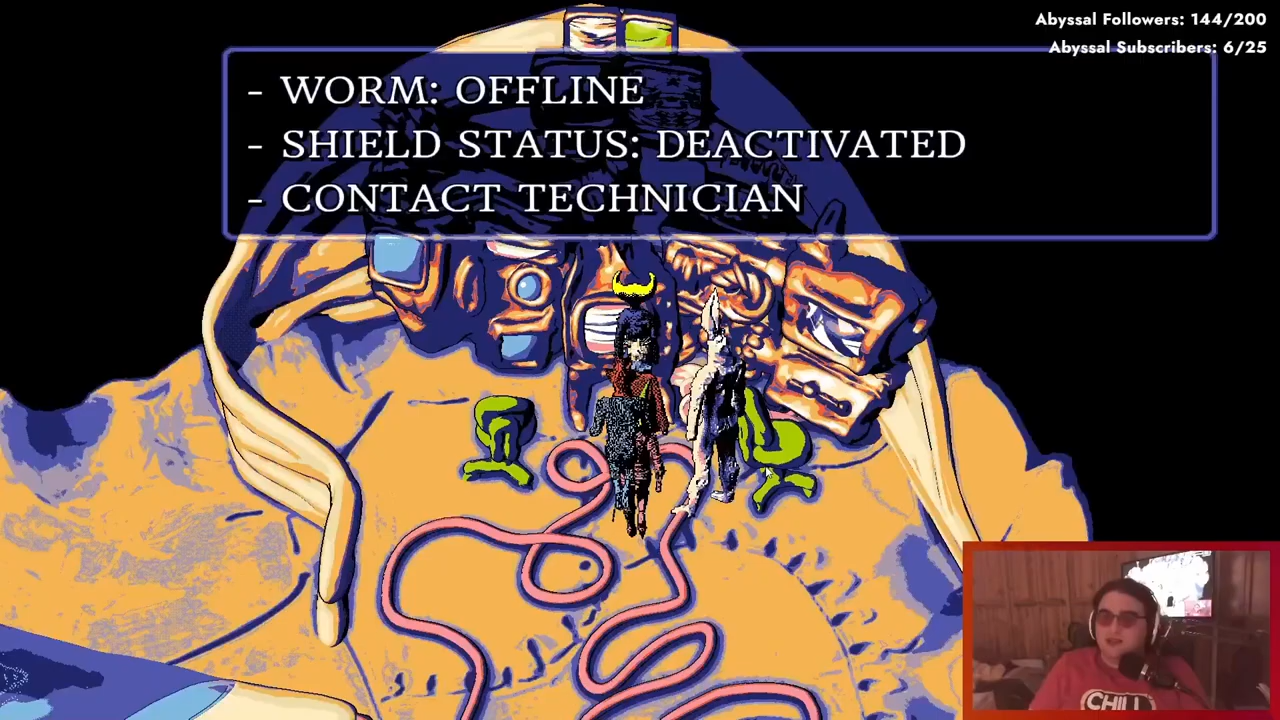 Abyssal Followers: 144/200
Abyssal Subscribers: 6/25
- WORM: OFFLINE
- SHIELD STATUS: DEACTIVATED
- CONTACT TECHNICIAN
CHILL